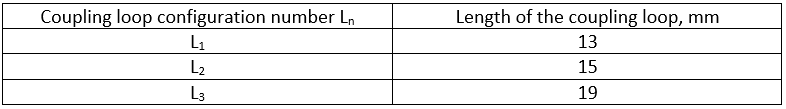 Coupling loop configuration number Lₙ Length of the coupling loop, mm
L₁ 13
L₂ 15
L₃ 19